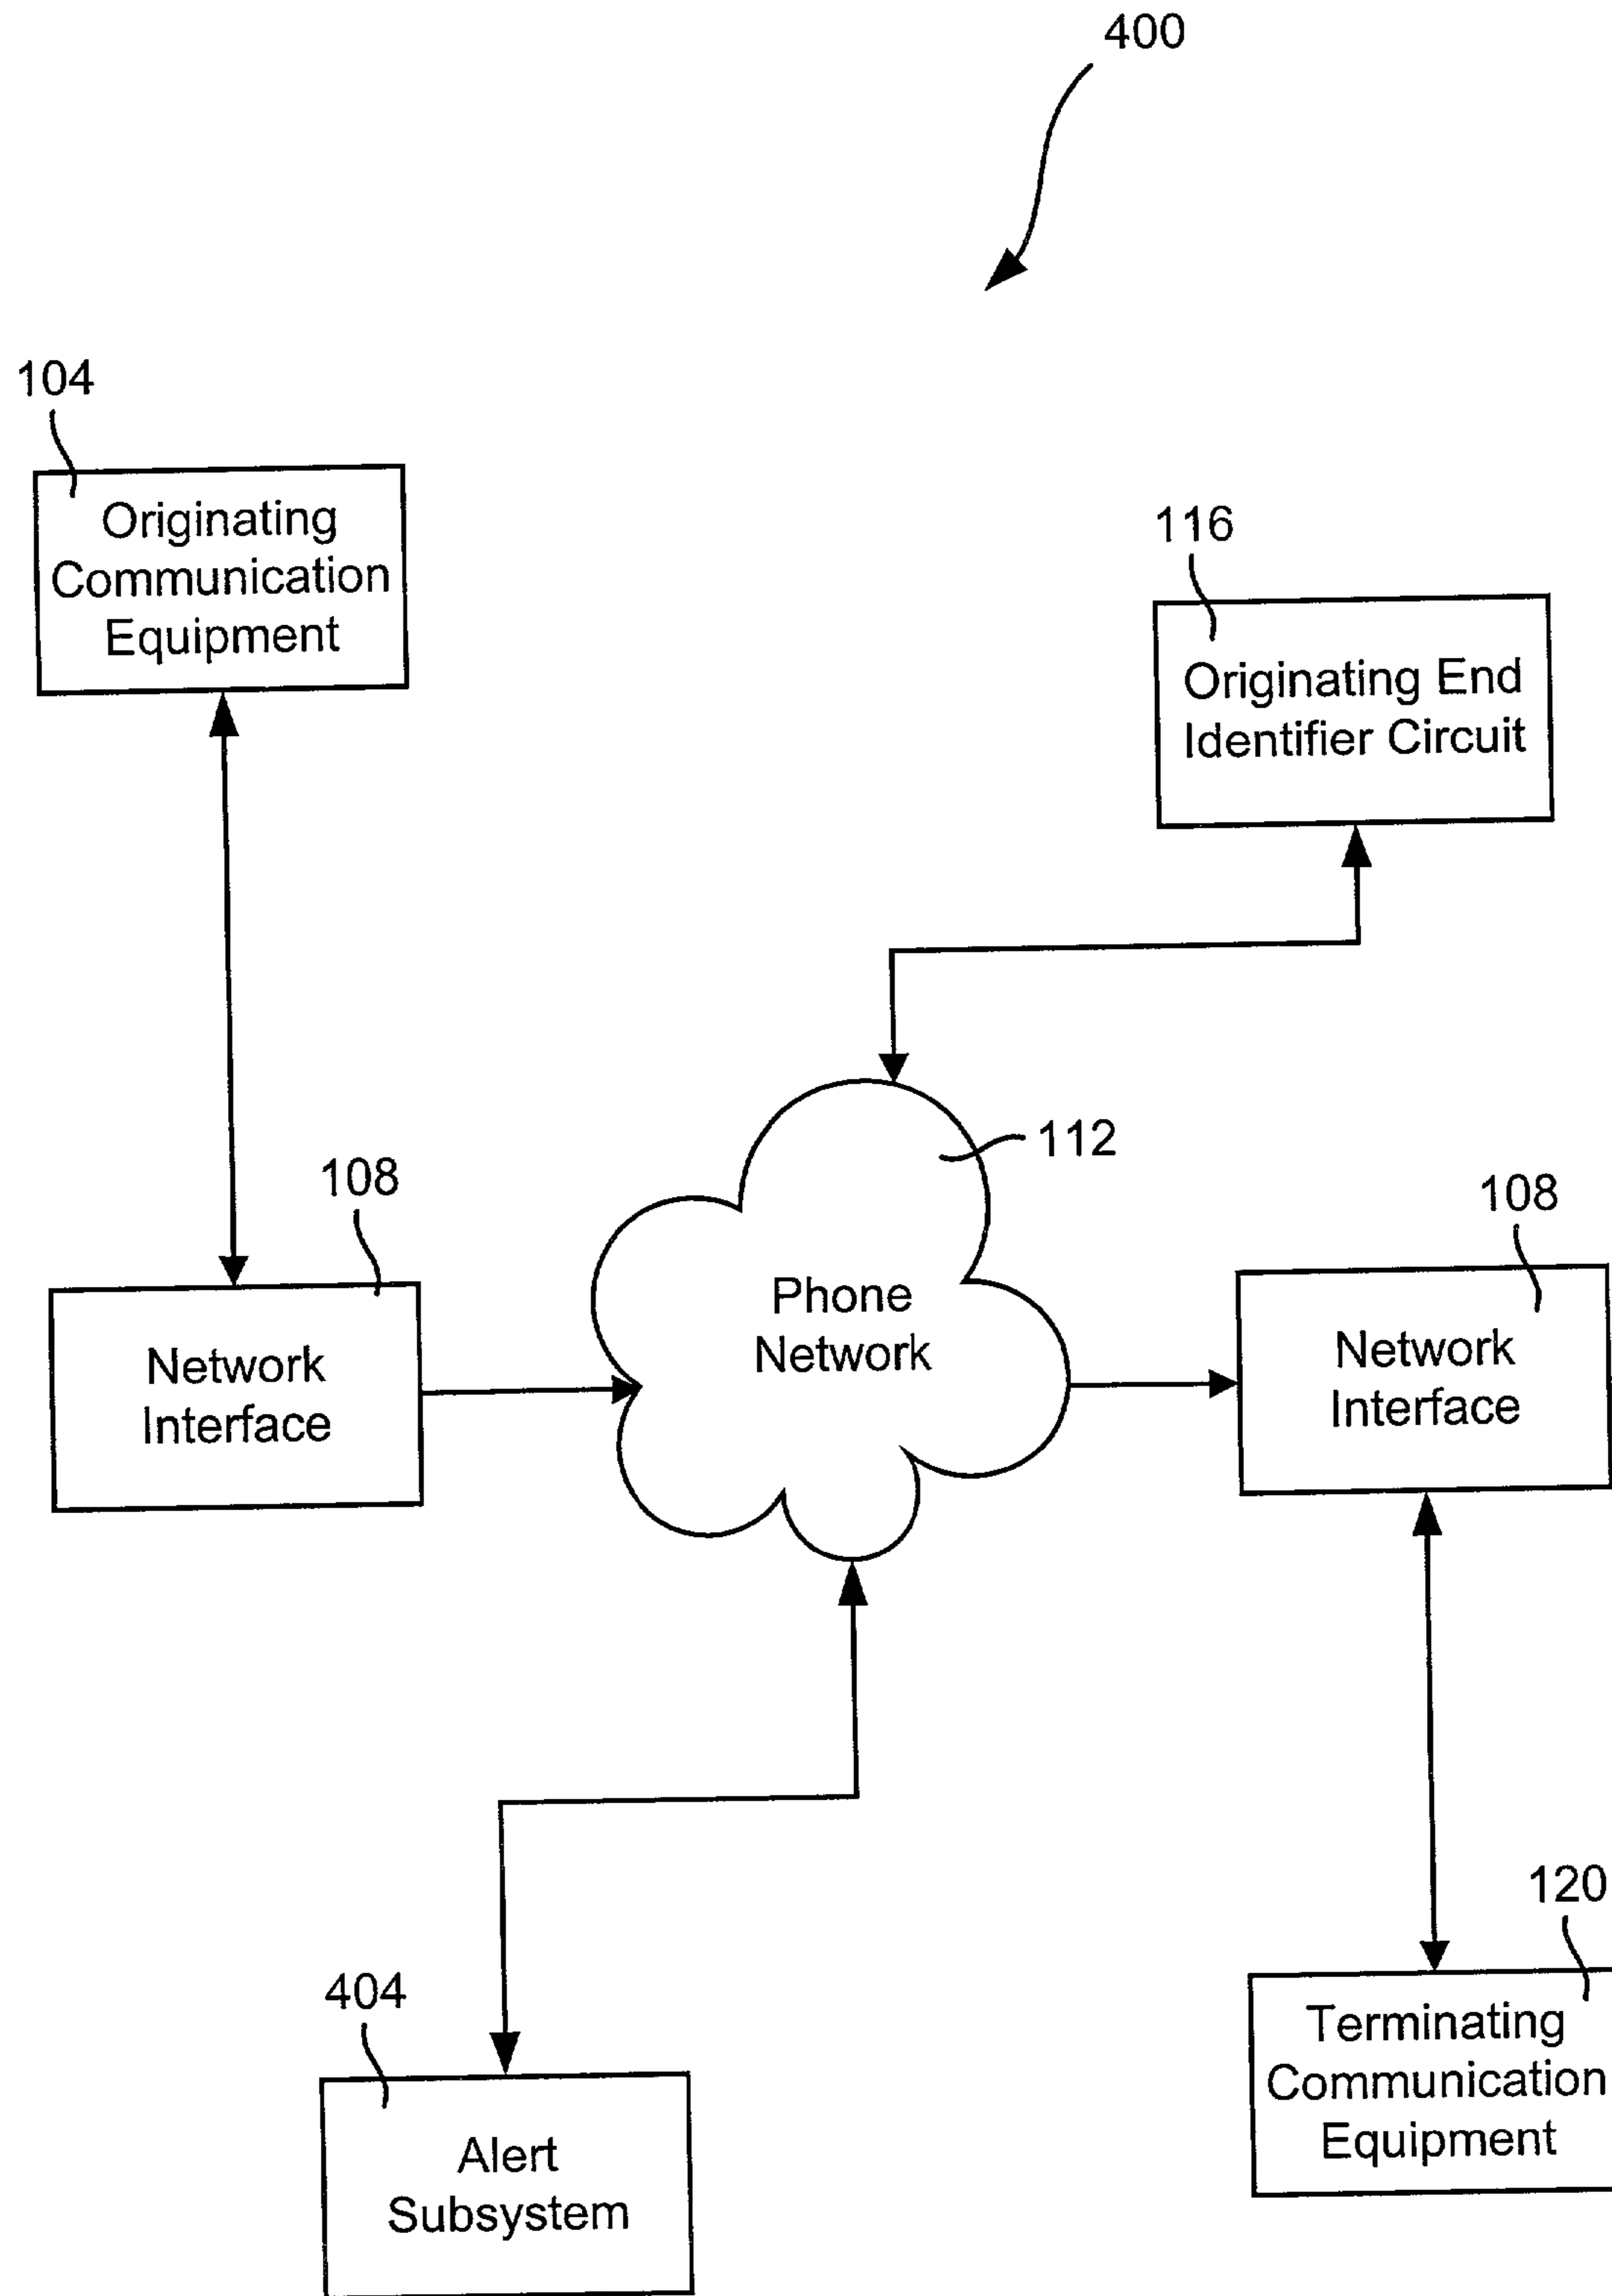 400
104
Originating
Communication
Equipment
116
Originating End
Identifier Circuit
112
108
Network
Interface
Phone
Network
108
Network
Interface
404
Alert
Subsystem
120
Terminating
Communication
Equipment